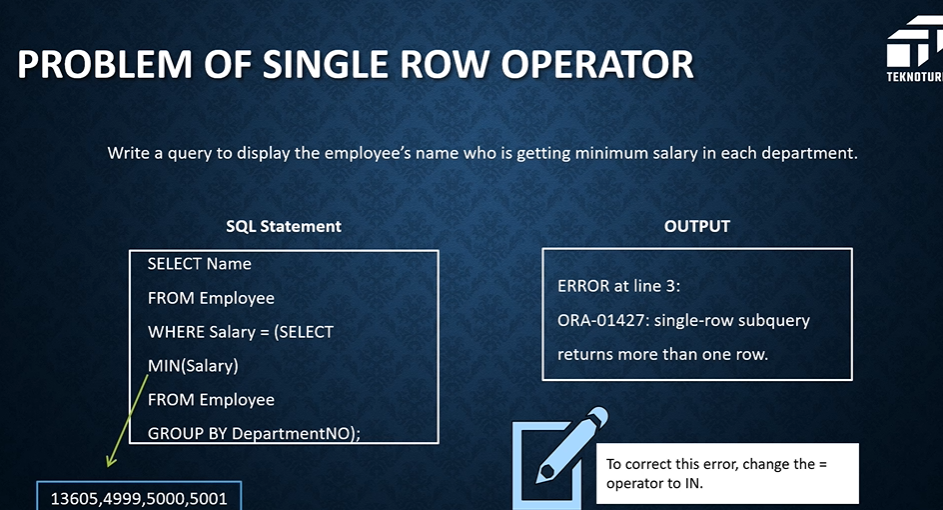 PROBLEM OF SINGLE ROW OPERATOR
Write a query to display the employee's name who is getting minimum salary in each department.
SQL Statement
SELECT Name
FROM Employee
WHERE Salary = (SELECT
MIN(Salary)
FROM Employee
GROUP BY DepartmentNO);
13605,4999,5000,5001
OUTPUT
ERROR at line 3:
ORA-01427: single-row subquery
returns more than one row.
To correct this error, change the =
operator to IN.